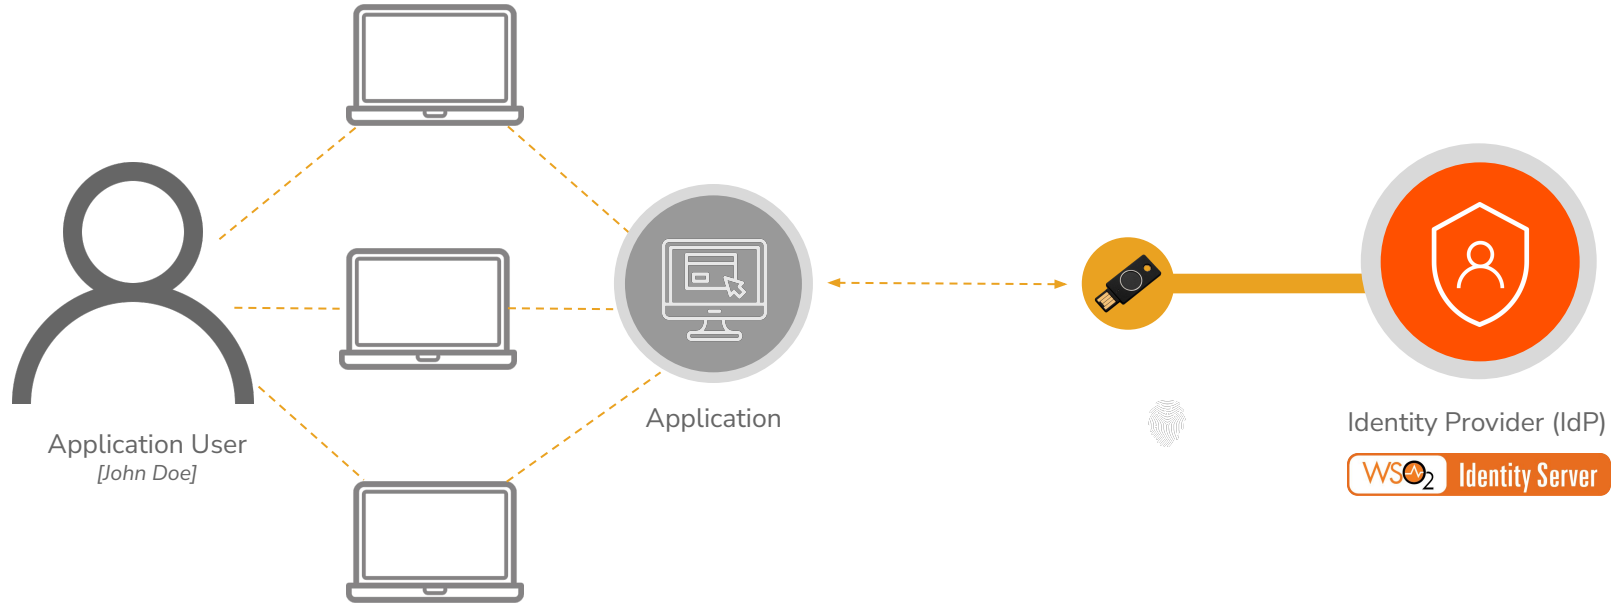 Application User
[John Doe]
Application
Identity Provider (IdP)
WSO2 Identity Server